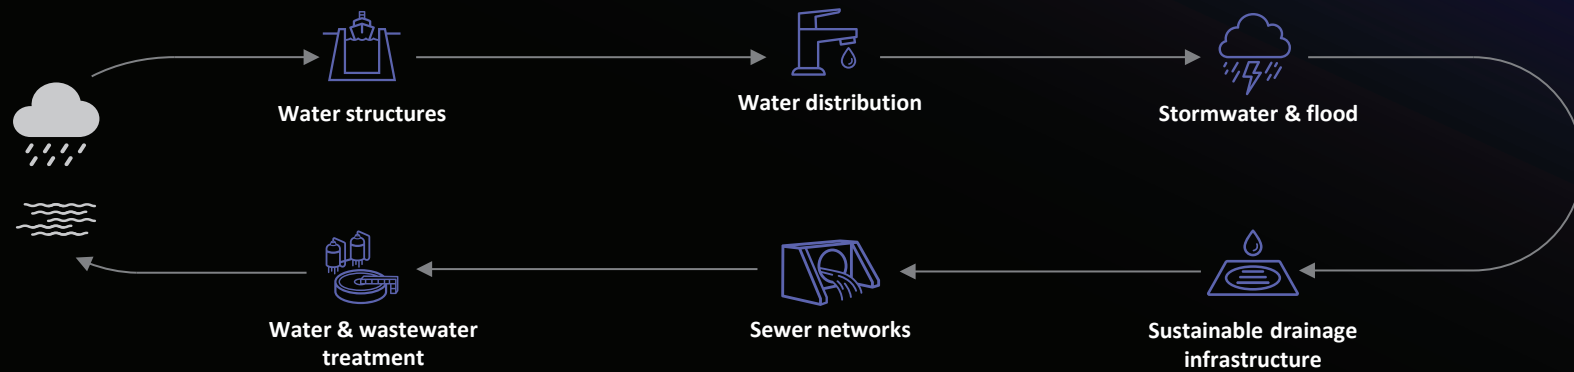 Water structures
Water distribution
Stormwater & flood
Water & wastewater
treatment
Sewer networks
Sustainable drainage
infrastructure